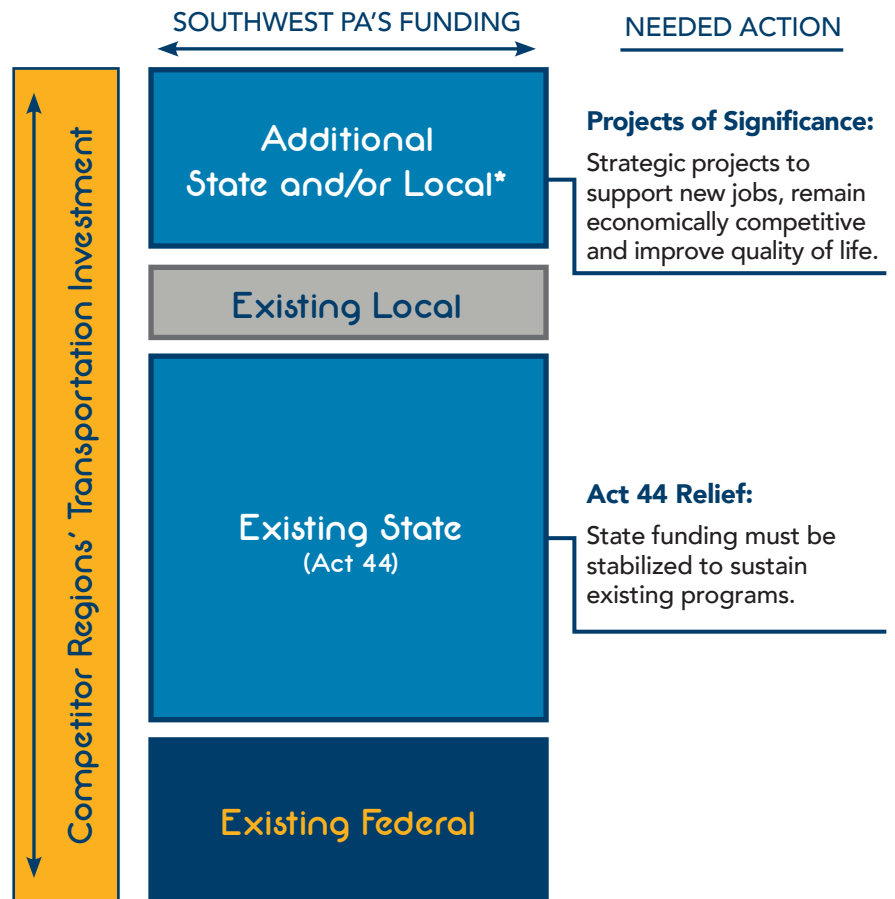 SOUTHWEST PA'S FUNDING
NEEDED ACTION
Competitor Regions' Transportation Investment
Additional
State and/or Local*
Projects of Significance:
Strategic projects to
support new jobs, remain
economically competitive
and improve quality of life.
Existing Local
Existing State
(Act 44)
Act 44 Relief:
State funding must be
stabilized to sustain
existing programs.
Existing Federal